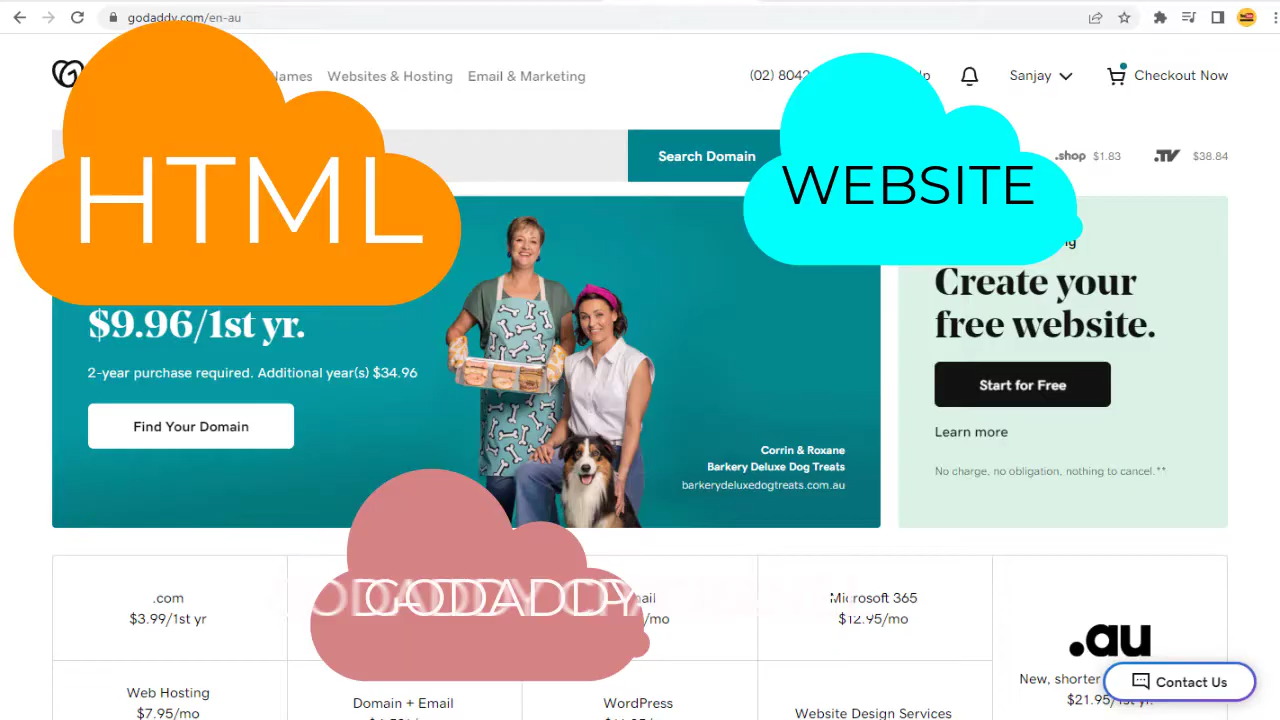 godaddy.com/en-au
Names
Websites & Hosting
Email & Marketing
(02) 8042
Sanjay
Checkout Now
HTML
WEBSITE
Search Domain
.shop $1.83
.TV $38.84
$9.96/1st yr.
2-year purchase required. Additional year(s) $34.96
Find Your Domain
Corrin & Roxane
Barkery Deluxe Dog Treats
barkerydeluxedogtreats.com.au
Create your
free website.
Start for Free
Learn more
No charge, no obligation, nothing to cancel.**
.com
$3.99/1st yr
GODADDY
/mo
Microsoft 365
$12.95/mo
.au
New, shorter
$21.95/1st yr.
Contact Us
Web Hosting
$7.95/mo
Domain + Email
WordPress
Website Design Services